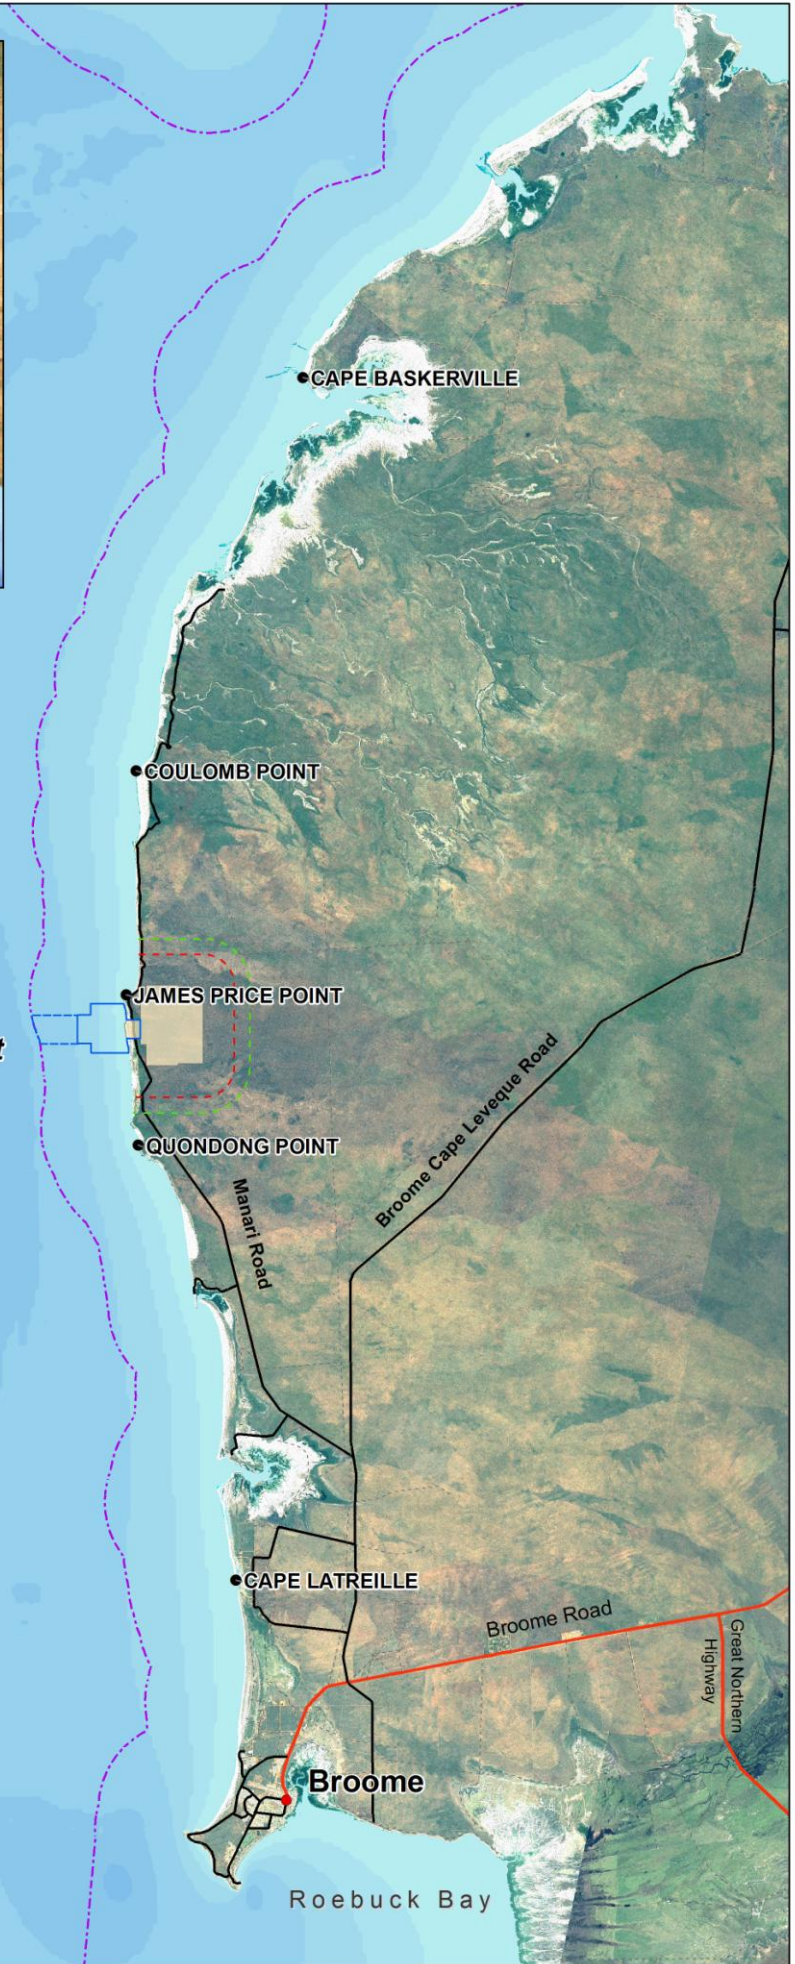 CAPE BASKERVILLE
COULOMB POINT
JAMES PRICE POINT
QUONDONG POINT
Broome Cape Leveque Road
Manari Road
CAPE LATREILLE
Broome Road
Great Northern
Highway
Broome
Roebuck Bay